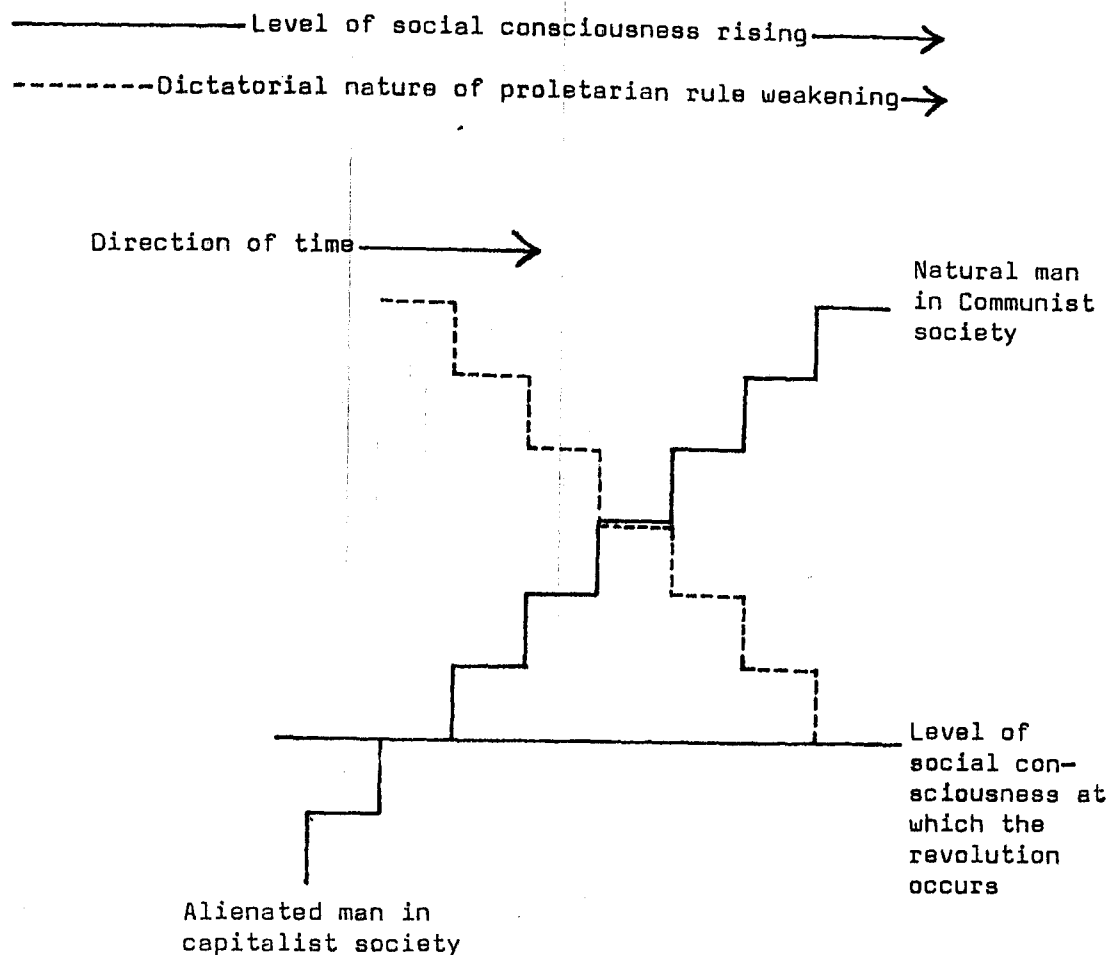 Level of social consciousness rising
Dictatorial nature of proletarian rule weakening
Direction of time
Natural man
in Communist
society
Level of
social con-
sciousness at
which the
revolution
occurs
Alienated man in
capitalist society